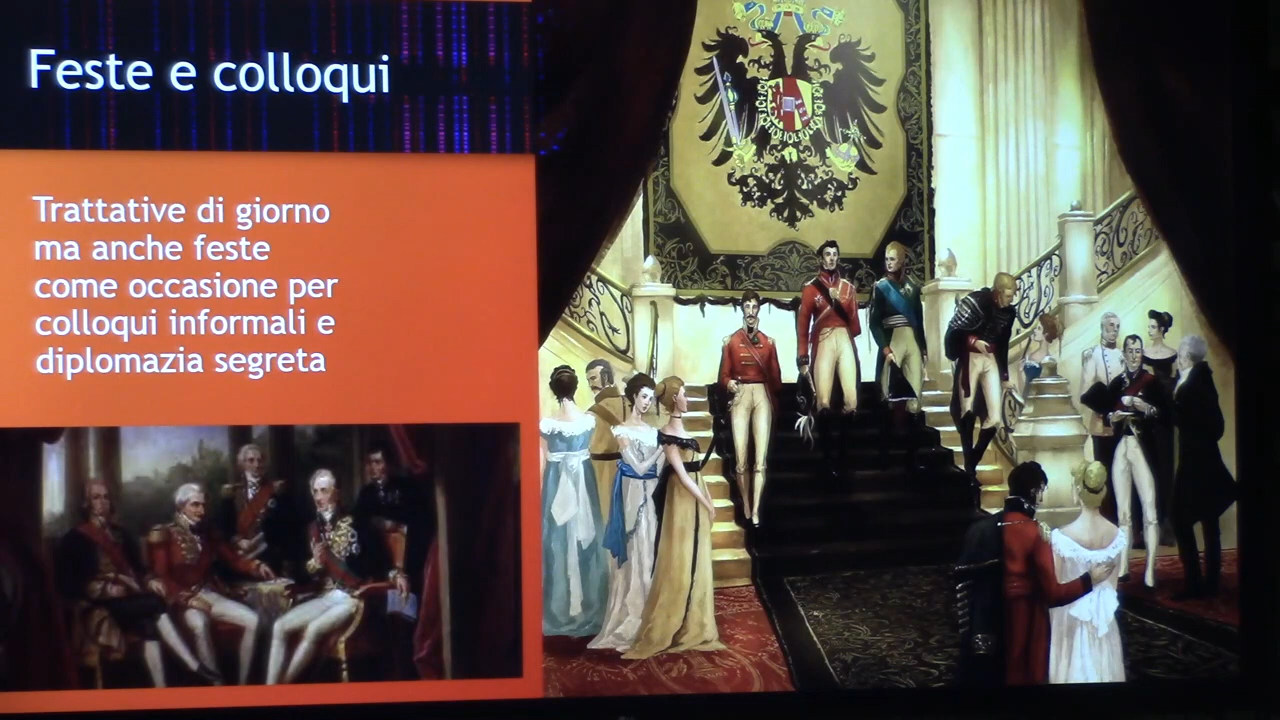 Feste e colloqui
Trattative di giorno
ma anche feste
come occasione per
colloqui informali e
diplomazia segreta